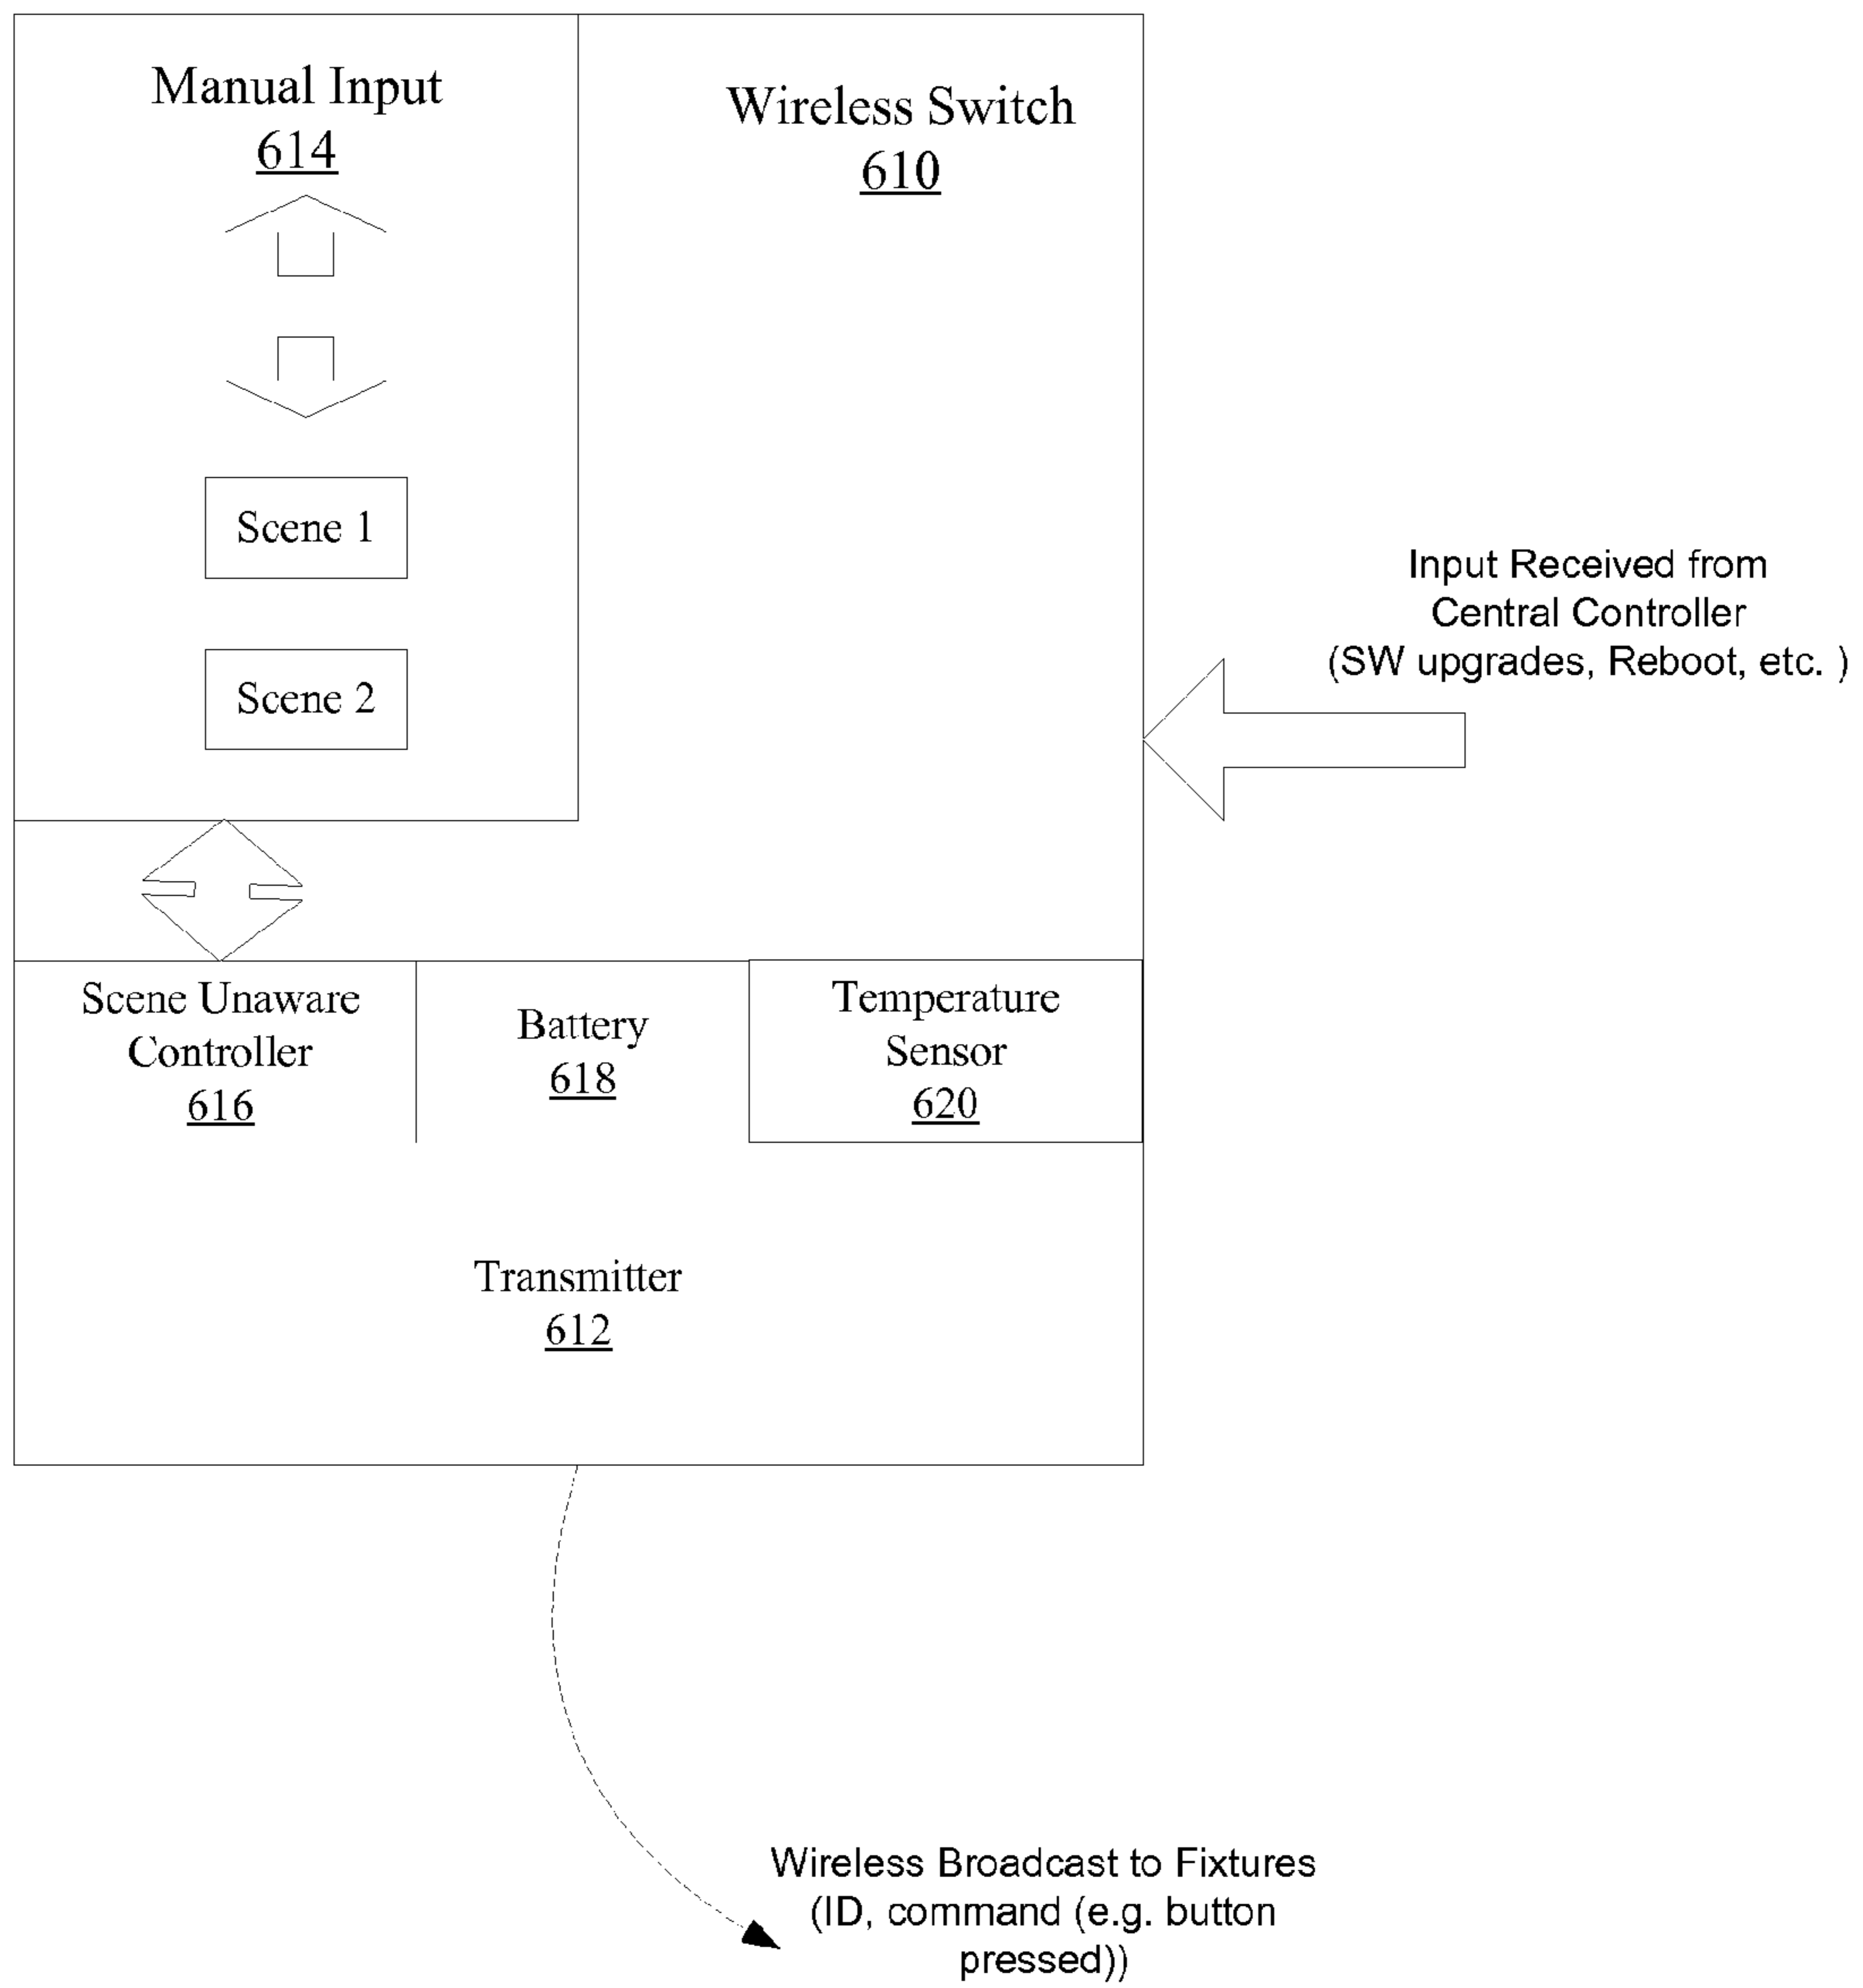 Manual Input
614
Wireless Switch
610
Scene 1
Scene 2
Input Received from
Central Controller
(SW upgrades, Reboot, etc. )
Scene Unaware
Controller
616
Battery
618
Temperature
Sensor
620
Transmitter
612
Wireless Broadcast to Fixtures
(ID, command (e.g. button
pressed))